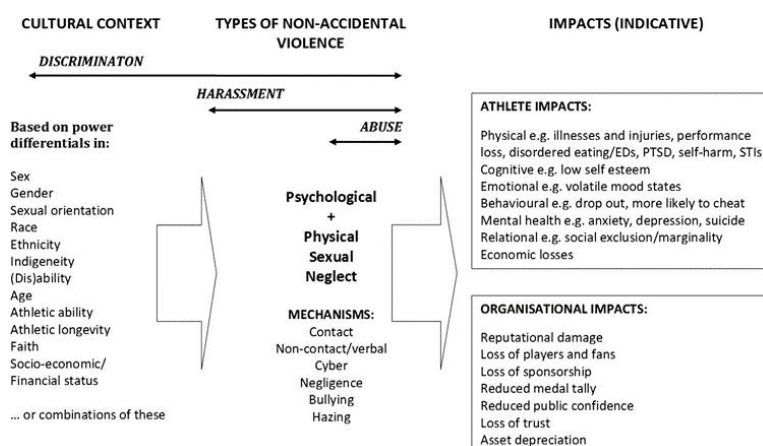 CULTURAL CONTEXT
TYPES OF NON-ACCIDENTAL
VIOLENCE
IMPACTS (INDICATIVE)
DISCRIMINATON
HARASSMENT
ABUSE
Based on power
differentials in:
Sex
Gender
Sexual orientation
Race
Ethnicity
Indigeneity
(Dis)ability
Age
Athletic ability
Athletic longevity
Faith
Socio-economic/
Financial status
... or combinations of these
Psychological
+
Physical
Sexual
Neglect
MECHANISMS:
Contact
Non-contact/verbal
Cyber
Negligence
Bullying
Hazing
ATHLETE IMPACTS:
Physical e.g. illnesses and injuries, performance
loss, disordered eating/EDs, PTSD, self-harm, STIs
Cognitive e.g. low self esteem
Emotional e.g. volatile mood states
Behavioural e.g. drop out, more likely to cheat
Mental health e.g. anxiety, depression, suicide
Relational e.g. social exclusion/marginality
Economic losses
ORGANISATIONAL IMPACTS:
Reputational damage
Loss of players and fans
Loss of sponsorship
Reduced medal tally
Reduced public confidence
Loss of trust
Asset depreciation